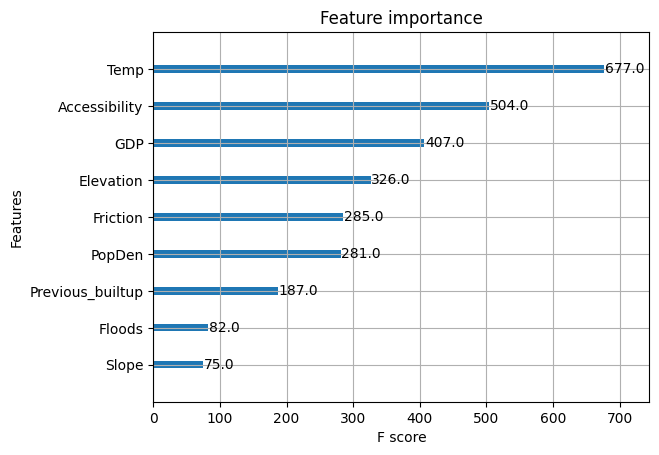 Feature importance
Features
Temp 677.0
Accessibility 504.0
GDP 407.0
Elevation 326.0
Friction 285.0
PopDen 281.0
Previous_builtup 187.0
Floods 82.0
Slope 75.0
0 100 200 300 400 500 600 700
F score